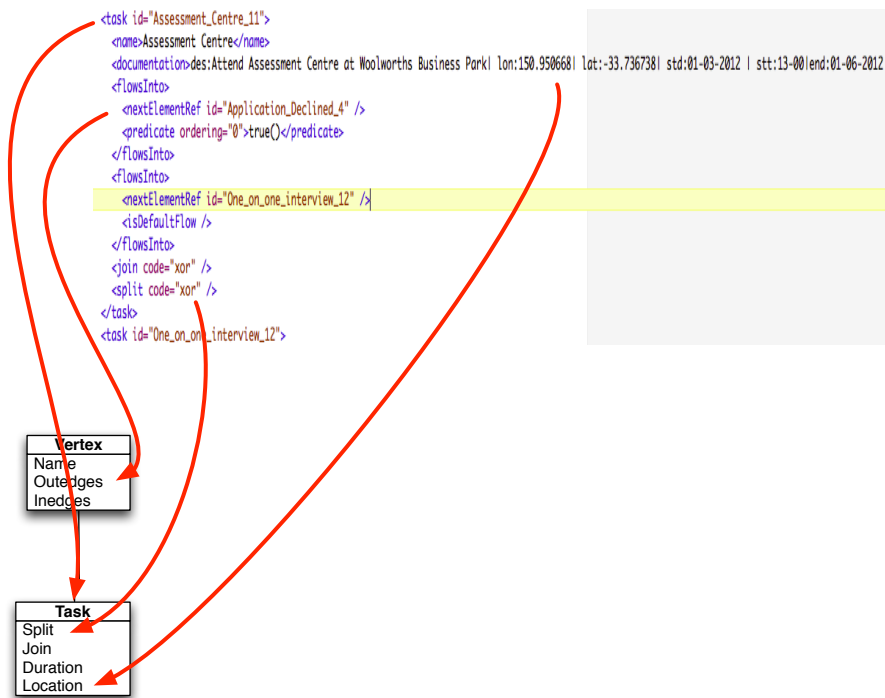 <task id="Assessment_Centre_11">
<name>Assessment Centre</name>
<documentation>des:Attend Assessment Centre at Woolworths Business Park| lon:150.950668| lat:-33.736738| std:01-03-2012 | stt:13-00|end:01-06-2012
<flowsInto>
<nextElementRef id="Application_Declined_4" />
<predicate ordering="0">true()</predicate>
</flowsInto>
<flowsInto>
<nextElementRef id="One_on_one_interview_12" />
<isDefaultFlow />
</flowsInto>
<join code="xor" />
<split code="xor" />
</task>
<task id="One_on_one_interview_12">
Vertex
Name
Outedges
Inedges
Task
Split
Join
Duration
Location